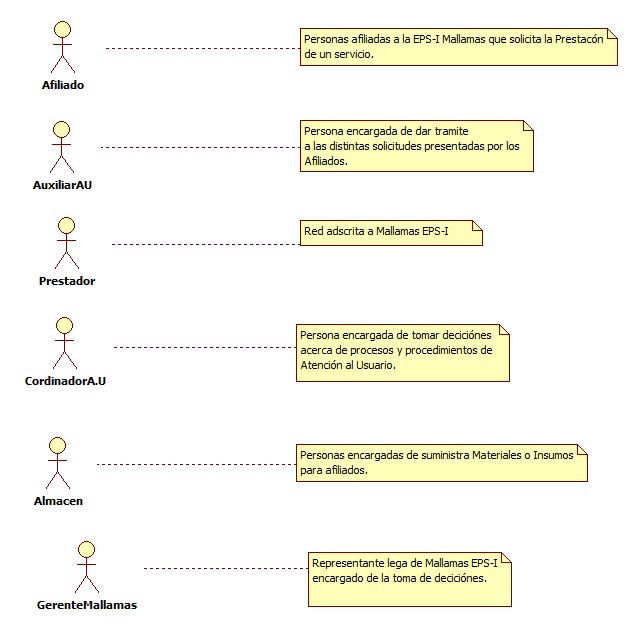 Personas afiliadas a la EPS-I Mallamas que solicita la Prestacón
de un servicio.
Afiliado
Persona encargada de dar tramite
a las distintas solicitudes presentadas por los
Afiliados.
AuxiliarAU
Red adscrita a Mallamas EPS-I
Prestador
Persona encargada de tomar deciciónes
acerca de procesos y procedimientos de
Atención al Usuario.
CordinadorA.U
Personas encargadas de suministra Materiales o Insumos
para afiliados.
Almacen
Representante lega de Mallamas EPS-I
encargado de la toma de deciciónes.
GerenteMallamas